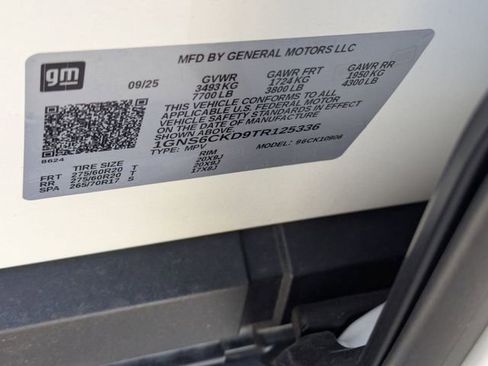 gm
MFD BY GENERAL MOTORS LLC
09/25 GVWR GAWR FRT GAWR RR
3493 KG 1724 KG 1950 KG
7700 LB 3800 LB 4300 LB
THIS VEHICLE CONFORMS TO ALL
APPLICABLE U.S. FEDERAL MOTOR
VEHICLE SAFETY STANDARDS IN EFFECT
ON THE DATE OF MANUFACTURE
SHOWN ABOVE.
1GNS6CKD9TR125336
TYPE: MPV MODEL: 96CK10906
8624
TIRE SIZE RIM
FRT 275/60R20 T 20X9J
RR 275/60R20 T 20X9J
SPA 265/70R17 S 17X8J